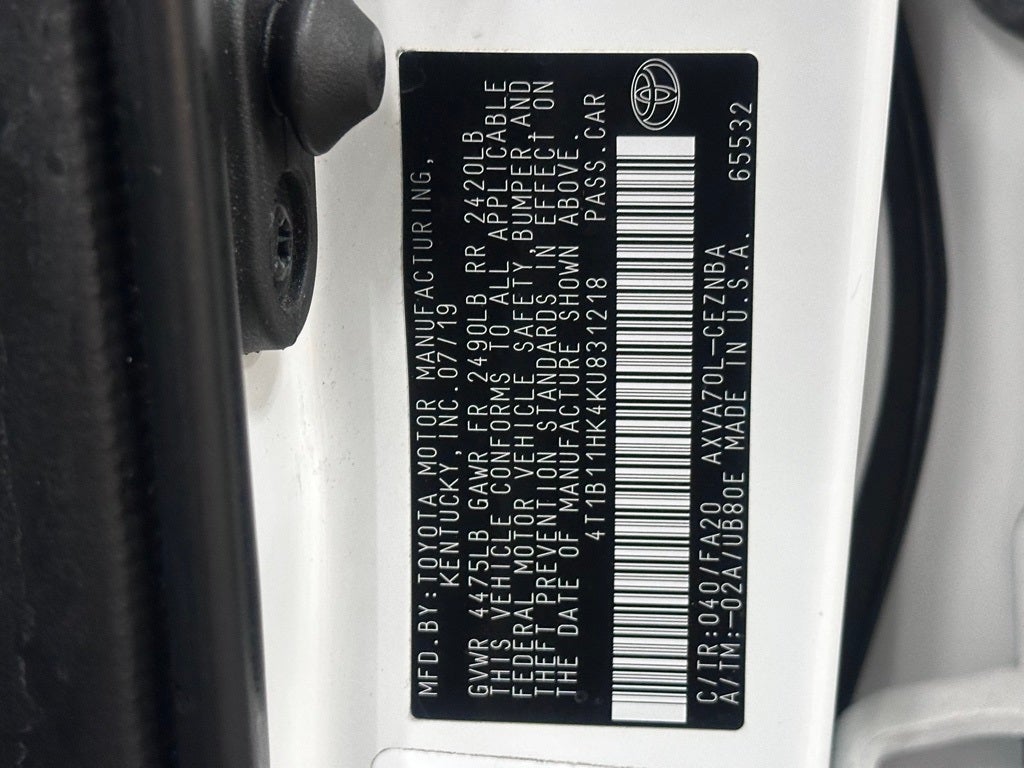 MFD.BY:TOYOTA MOTOR MANUFACTURING,
KENTUCKY,INC.07/19
GVWR 4475LB GAWR FR 2490LB RR 2420LB
THIS VEHICLE CONFORMS TO ALL APPLICABLE
FEDERAL MOTOR VEHICLE SAFETY,BUMPER,AND
THEFT PREVENTION STANDARDS IN EFFECT ON
THE DATE OF MANUFACTURE SHOWN ABOVE.
4T1B11HK4KU831218 PASS.CAR
C/TR:040/FA20 AXVA70L-CEZNBA
A/TM:-02A/UB80E MADE IN U.S.A. 65532